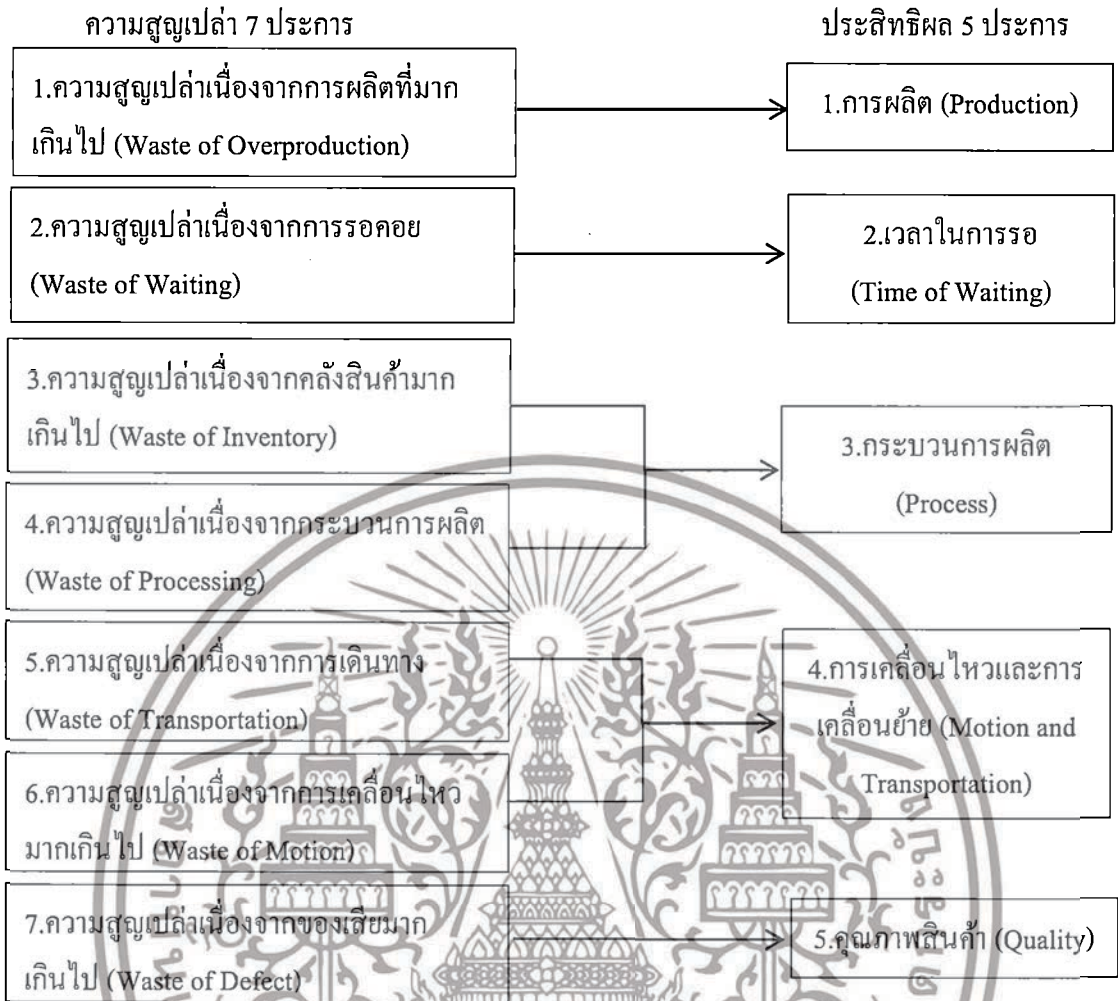 ความสูญเปล่า 7 ประการ
ประสิทธิผล 5 ประการ
1.ความสูญเปล่าเนื่องจากการผลิตที่มาก
เกินไป (Waste of Overproduction)
1.การผลิต (Production)
2.ความสูญเปล่าเนื่องจากการรอคอย
(Waste of Waiting)
2.เวลาในการรอ
(Time of Waiting)
3.ความสูญเปล่าเนื่องจากคลังสินค้ามาก
เกินไป (Waste of Inventory)
4.ความสูญเปล่าเนื่องจากกระบวนการผลิต
(Waste of Processing)
3.กระบวนการผลิต
(Process)
5.ความสูญเปล่าเนื่องจากการเดินทาง
(Waste of Transportation)
6.ความสูญเปล่าเนื่องจากการเคลื่อนไหว
มากเกินไป (Waste of Motion)
4.การเคลื่อนไหวและการ
เคลื่อนย้าย (Motion and
Transportation)
7.ความสูญเปล่าเนื่องจากของเสียมาก
เกินไป (Waste of Defect)
5.คุณภาพสินค้า (Quality)